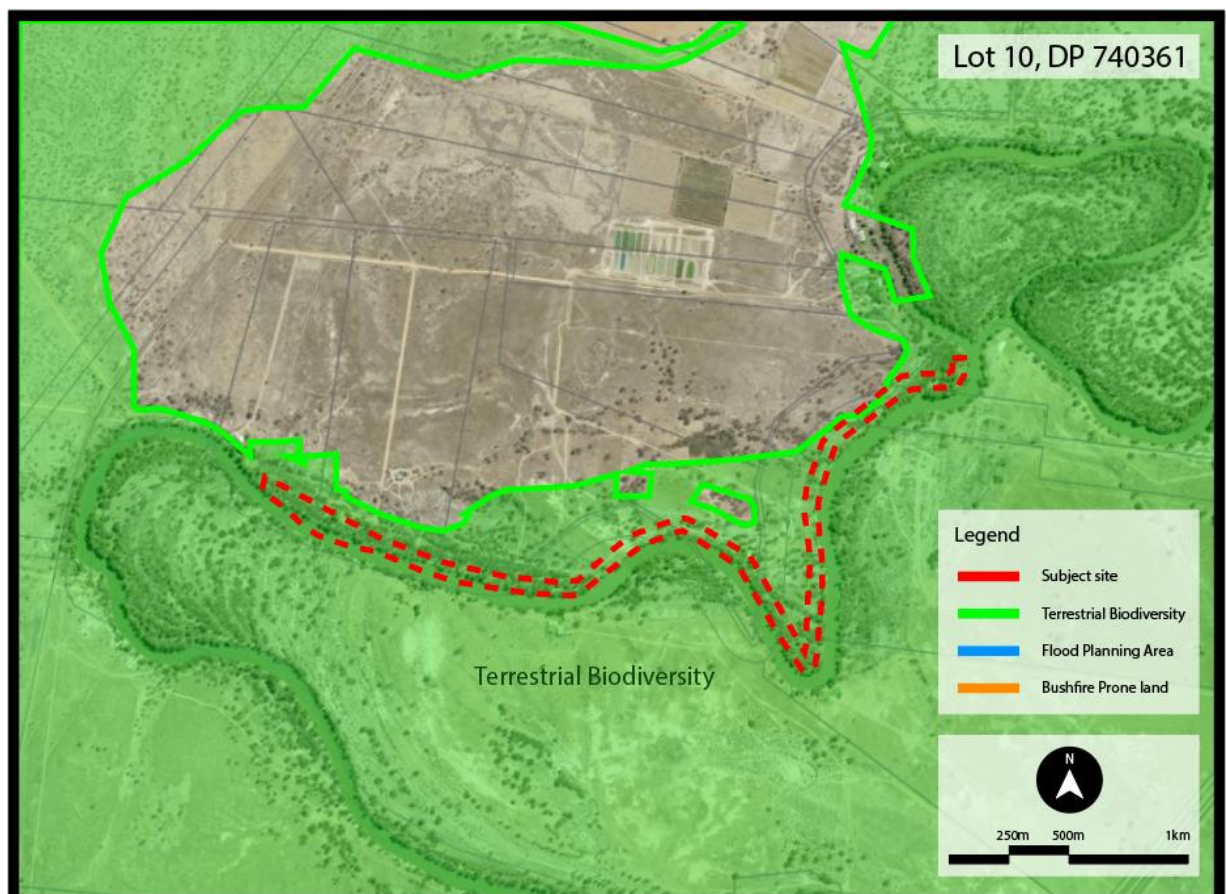 Lot 10, DP 740361
Terrestrial Biodiversity
Legend
Subject site
Terrestrial Biodiversity
Flood Planning Area
Bushfire Prone land
N
250m 500m 1km